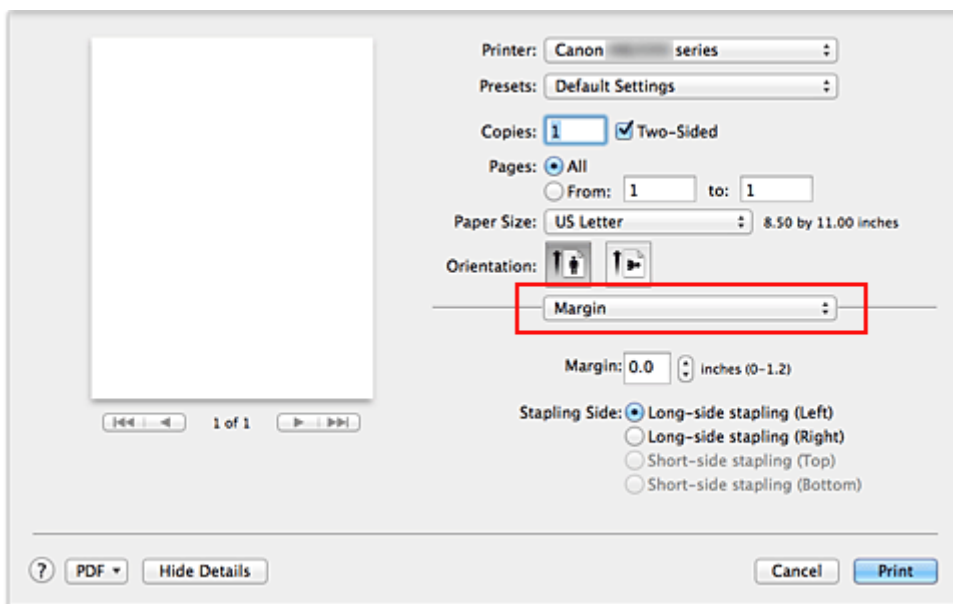 Printer: Canon series
Presets: Default Settings
Copies: 1 Two-Sided
Pages: All
From: 1 to: 1
Paper Size: US Letter 8.50 by 11.00 inches
Orientation:
Margin
Margin: 0.0 inches (0-1.2)
Stapling Side: Long-side stapling (Left)
Long-side stapling (Right)
Short-side stapling (Top)
Short-side stapling (Bottom)
1 of 1
? PDF Hide Details Cancel Print